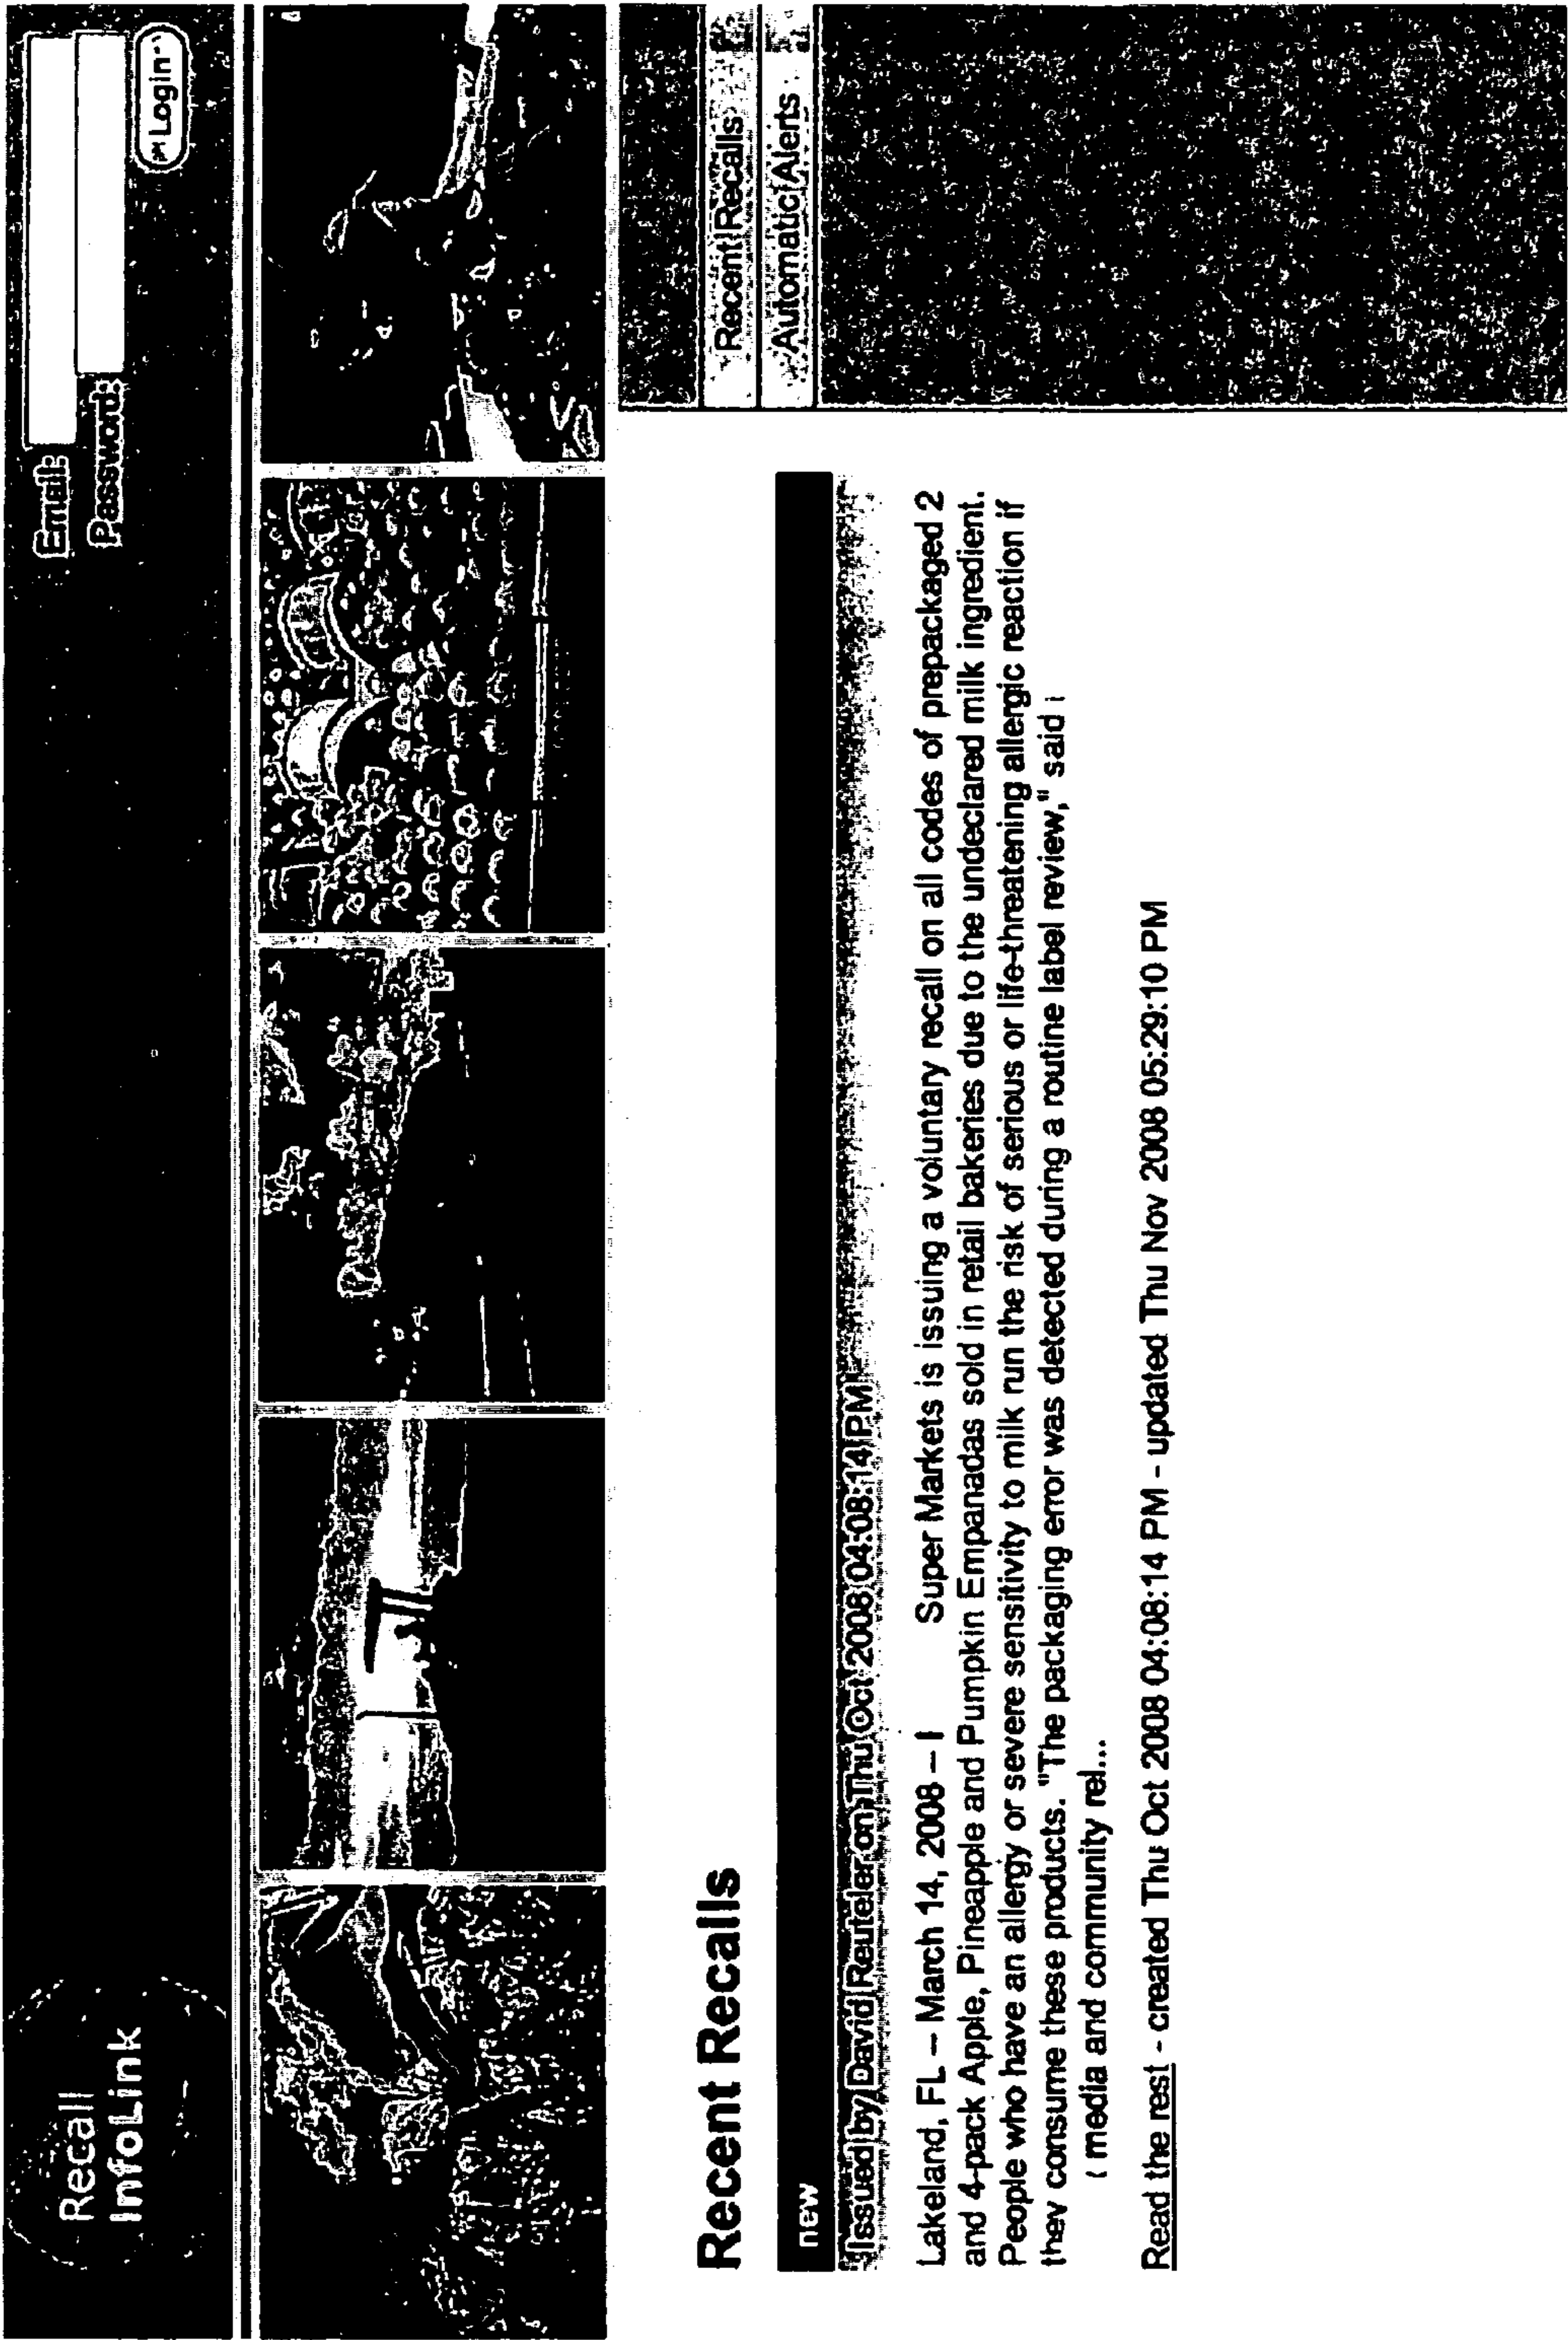 Recall
InfoLink
Email:
Password:
Login
Recent Recalls
Automatic Alerts
Recent Recalls
new
Issued by David Reuteler on Thu Oct 2008 04:08:14 PM
Lakeland, FL – March 14, 2008 – Super Markets is issuing a voluntary recall on all codes of prepackaged 2
and 4-pack Apple, Pineapple and Pumpkin Empanadas sold in retail bakeries due to the undeclared milk ingredient.
People who have an allergy or severe sensitivity to milk run the risk of serious or life-threatening allergic reaction if
they consume these products. "The packaging error was detected during a routine label review," said
media and community rel...
Read the rest - created Thu Oct 2008 04:08:14 PM - updated Thu Nov 2008 05:29:10 PM